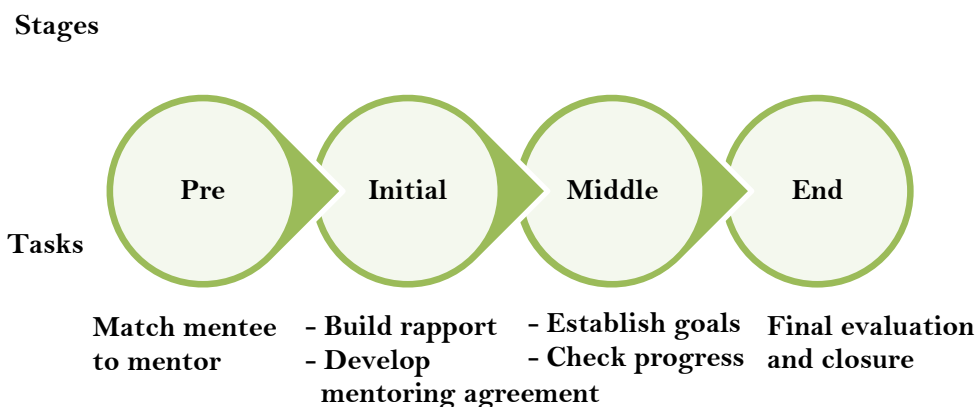 Stages
Pre
Initial
Middle
End
Tasks
Match mentee
to mentor
- Build rapport
- Develop
mentoring agreement
- Establish goals
- Check progress
Final evaluation
and closure